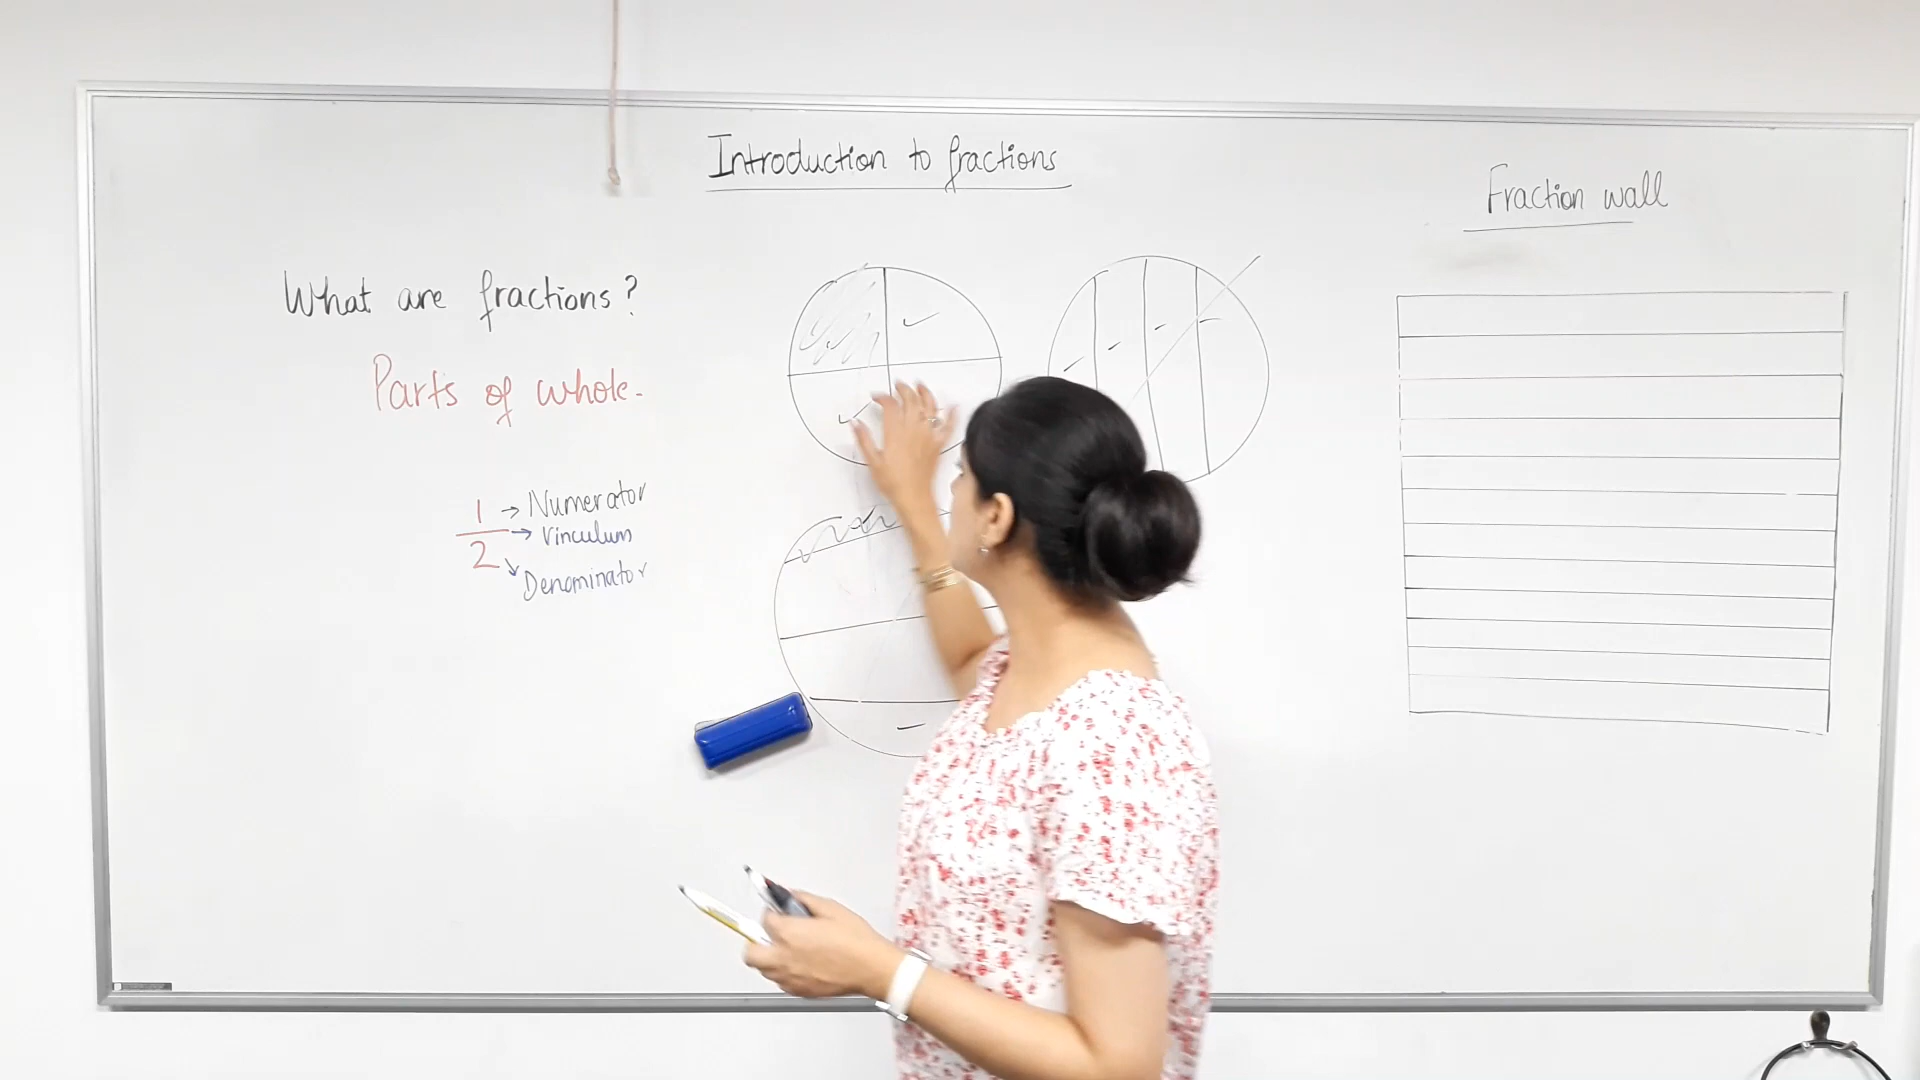 Introduction to fractions
Fraction wall
What are fractions?
Parts of whole.
1 → Numerator
→ Vinculum
2 → Denominator